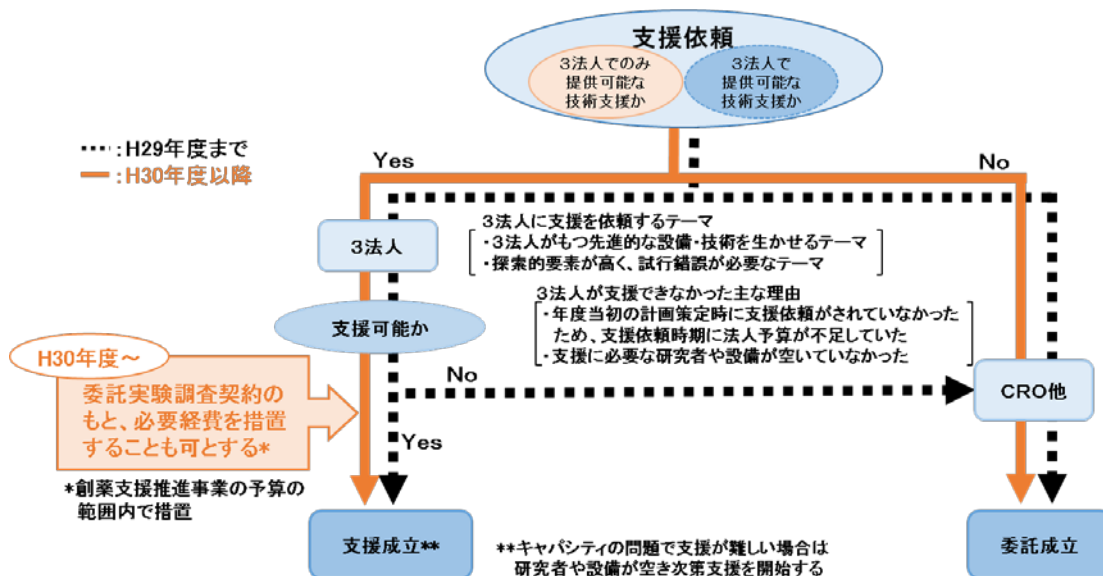 支援依頼
3法人でのみ
提供可能な
技術支援か
3法人で
提供可能な
技術支援か
:H29年度まで
:H30年度以降
Yes
No
3法人
3法人に支援を依頼するテーマ
・3法人がもつ先進的な設備・技術を生かせるテーマ
・探索的要素が高く、試行錯誤が必要なテーマ
3法人が支援できなかった主な理由
・年度当初の計画策定時に支援依頼がされていなかった
ため、支援依頼時期に法人予算が不足していた
・支援に必要な研究者や設備が空いていなかった
支援可能か
H30年度~
委託実験調査契約の
もと、必要経費を措置
することも可とする*
No
CRO他
Yes
*創薬支援推進事業の予算の
範囲内で措置
支援成立**
**キャパシティの問題で支援が難しい場合は
研究者や設備が空き次第支援を開始する
委託成立